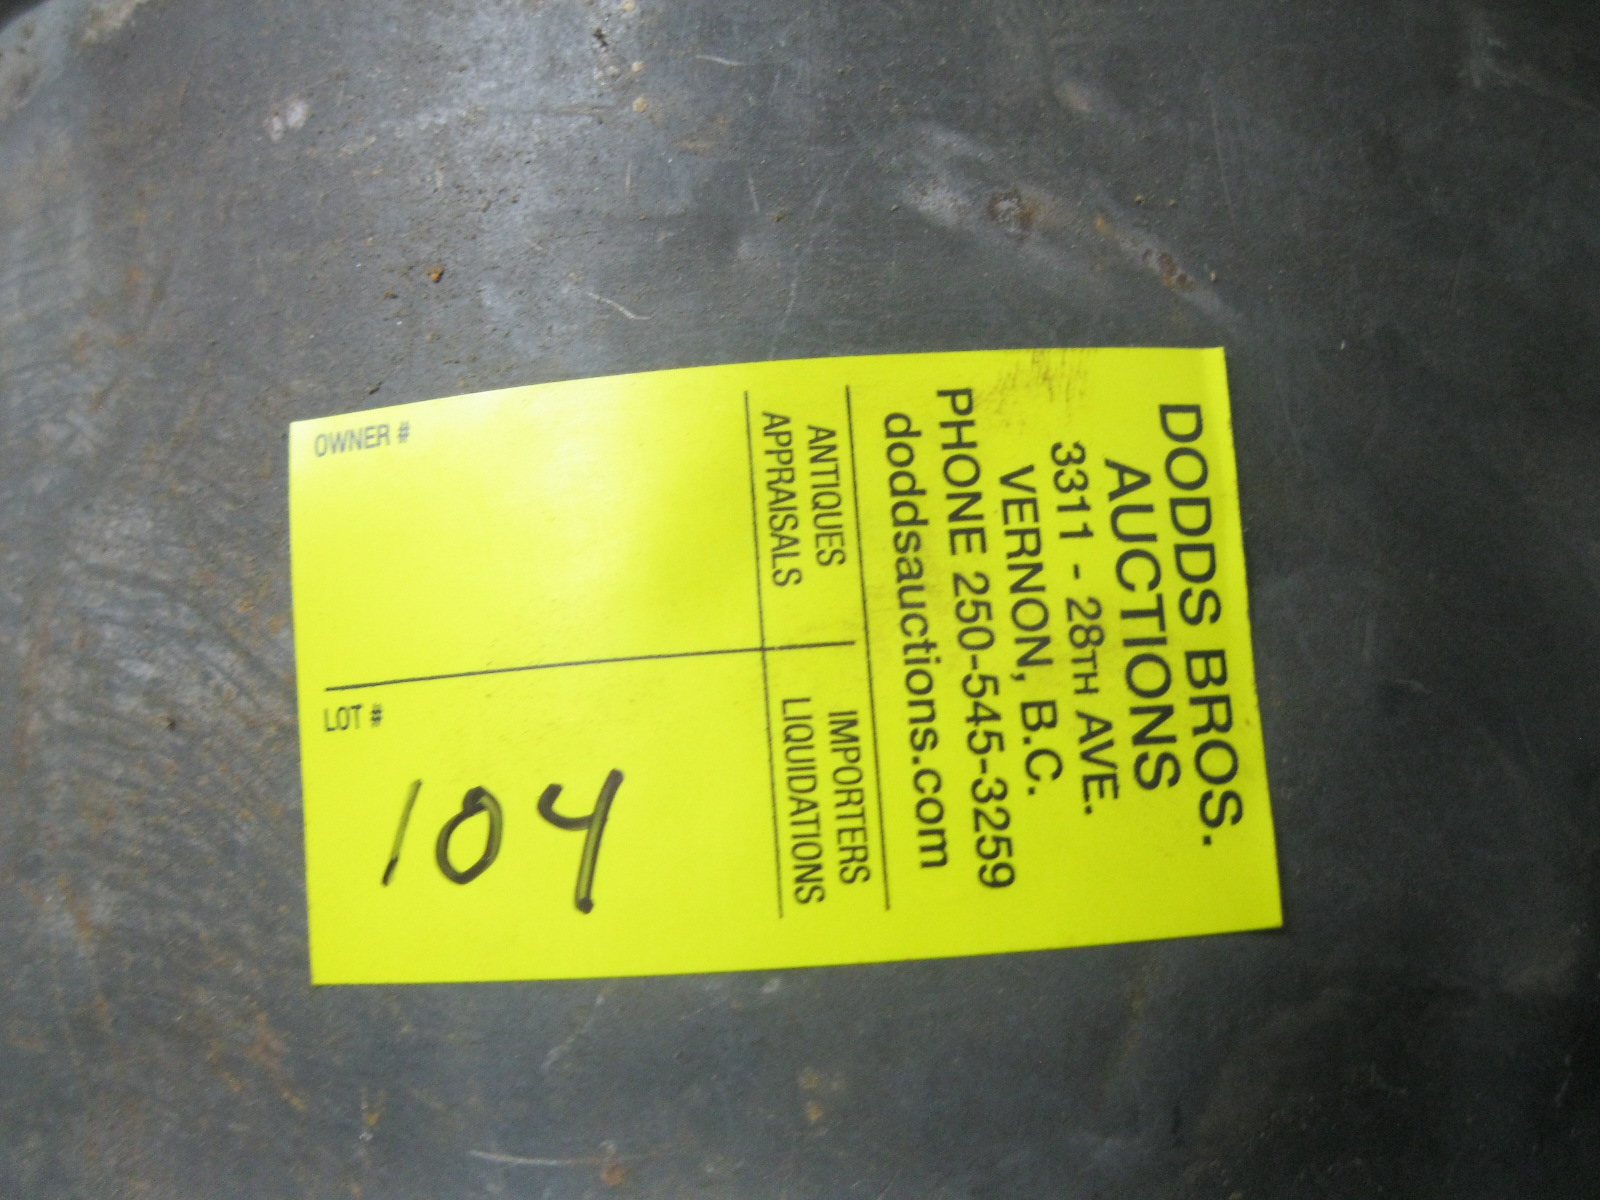 DODDS BROS.
AUCTIONS
3311 - 28TH AVE.
VERNON, B.C.
PHONE 250-545-3259
doddsauctions.com
ANTIQUES IMPORTERS
APPRAISALS LIQUIDATIONS
OWNER #
LOT #
104